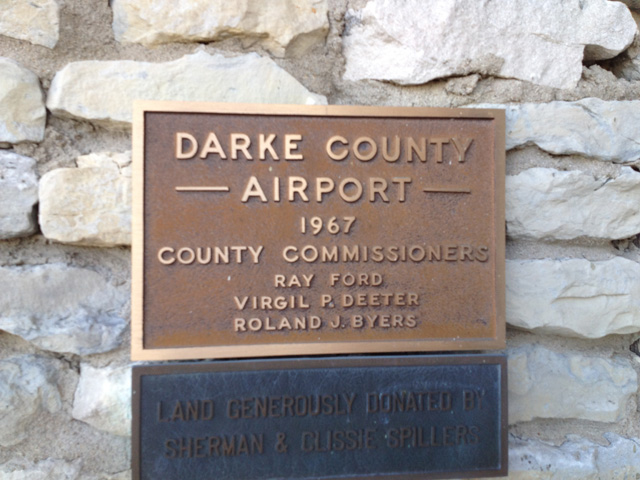 DARKE COUNTY
— AIRPORT —
1967
COUNTY COMMISSIONERS
RAY FORD
VIRGIL P. DEETER
ROLAND J. BYERS
LAND GENEROUSLY DONATED BY
SHERMAN & CLISSIE SPILLERS